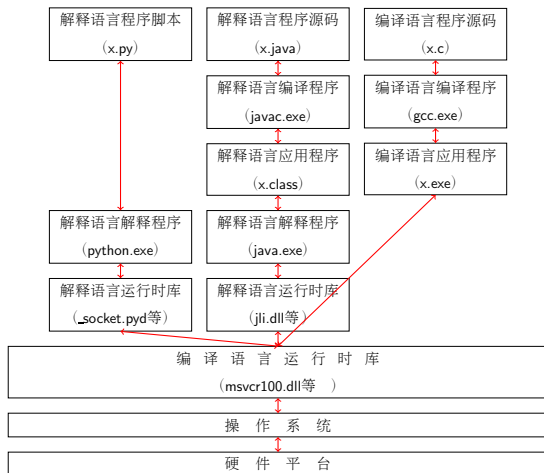 解释语言程序脚本
（x.py）
解释语言程序源码
（x.java）
编译语言程序源码
（x.c）
解释语言编译程序
（javac.exe）
编译语言编译程序
（gcc.exe）
解释语言应用程序
（x.class）
编译语言应用程序
（x.exe）
解释语言解释程序
（python.exe）
解释语言解释程序
（java.exe）
解释语言运行时库
（_socket.pyd等）
解释语言运行时库
（jli.dll等）
编 译 语 言 运 行 时 库
（msvcr100.dll等 ）
操 作 系 统
硬 件 平 台